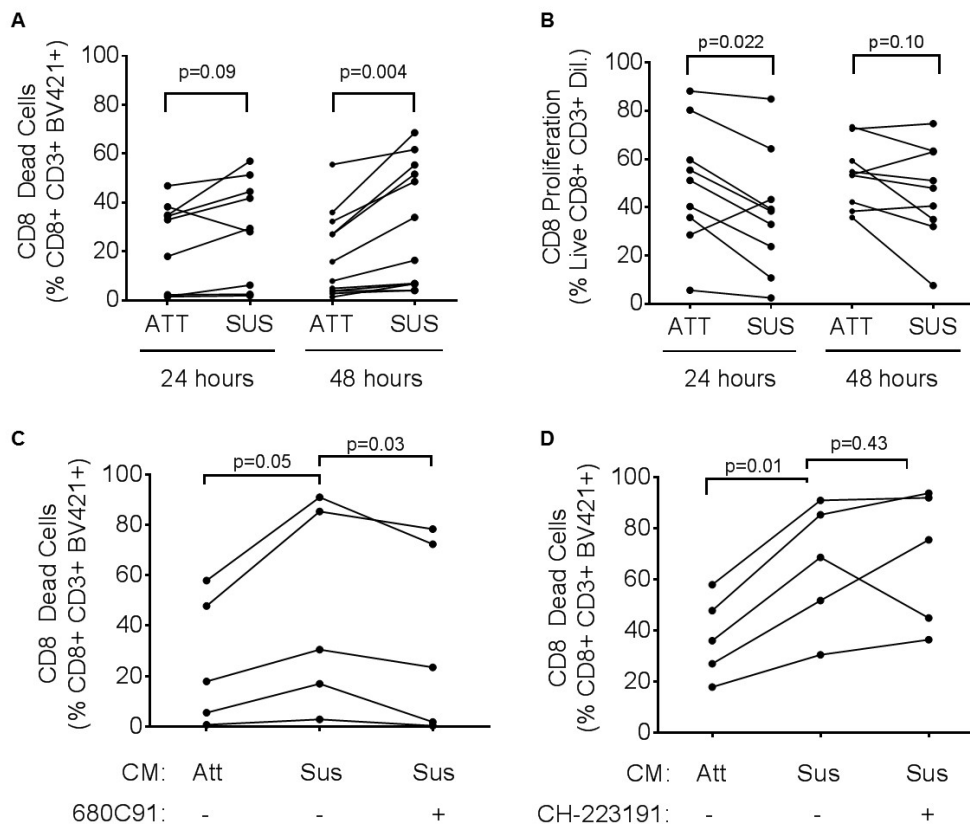 A
CD8 Dead Cells
(% CD8+ CD3+ BV421+)
100
80
60
40
20
0
p=0.09
p=0.004
ATT SUS ATT SUS
24 hours 48 hours
B
CD8 Proliferation
(% Live CD8+ CD3+ Dil.)
100
80
60
40
20
0
p=0.022
p=0.10
ATT SUS ATT SUS
24 hours 48 hours
C
CD8 Dead Cells
(% CD8+ CD3+ BV421+)
100
80
60
40
20
0
p=0.05
p=0.03
CM: Att Sus Sus
680C91: - - +
D
CD8 Dead Cells
(% CD8+ CD3+ BV421+)
100
80
60
40
20
0
p=0.01
p=0.43
CM: Att Sus Sus
CH-223191: - - +